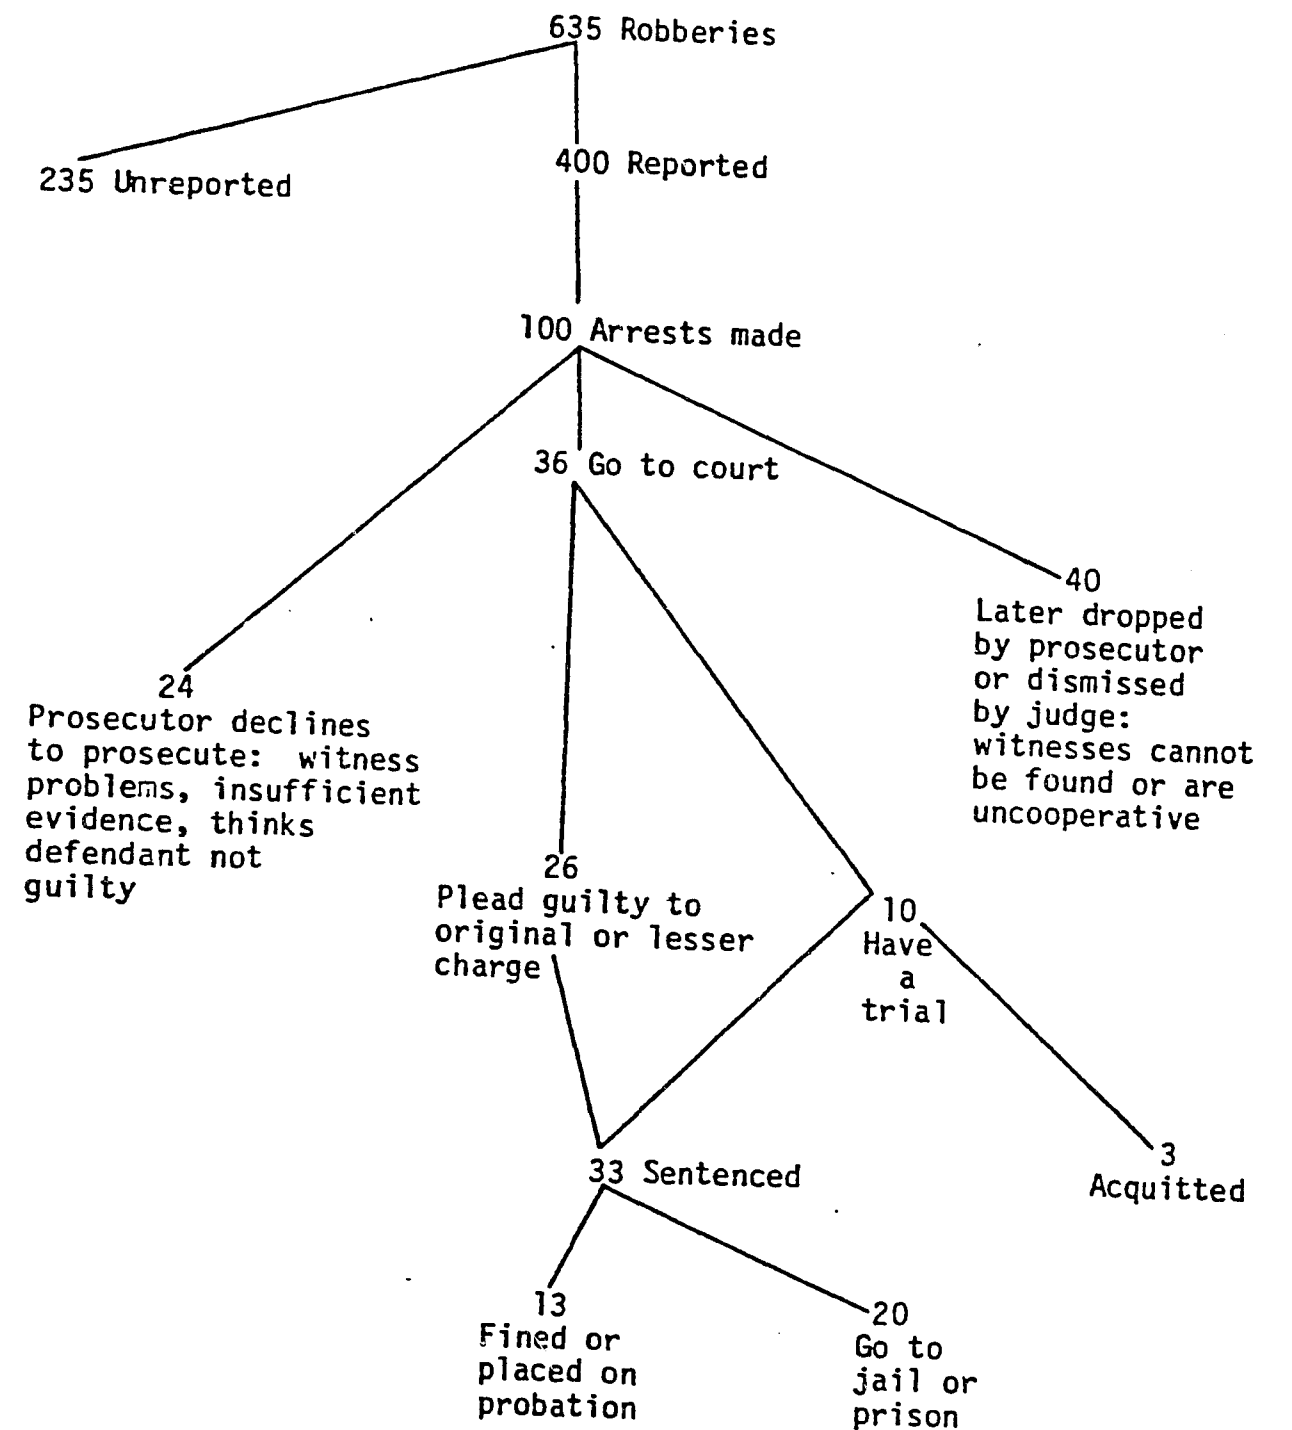 635 Robberies
235 Unreported
400 Reported
100 Arrests made
36 Go to court
40
Later dropped
by prosecutor
or dismissed
by judge:
witnesses cannot
be found or are
uncooperative
24
Prosecutor declines
to prosecute: witness
problems, insufficient
evidence, thinks
defendant not
guilty
26
Plead guilty to
original or lesser
charge
10
Have
a
trial
33 Sentenced
3
Acquitted
13
Fined or
placed on
probation
20
Go to
jail or
prison